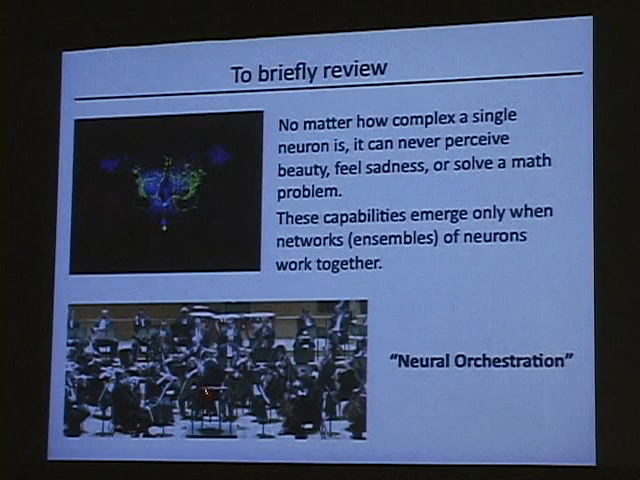 To briefly review
No matter how complex a single
neuron is, it can never perceive
beauty, feel sadness, or solve a math
problem.
These capabilities emerge only when
networks (ensembles) of neurons
work together.
“Neural Orchestration”